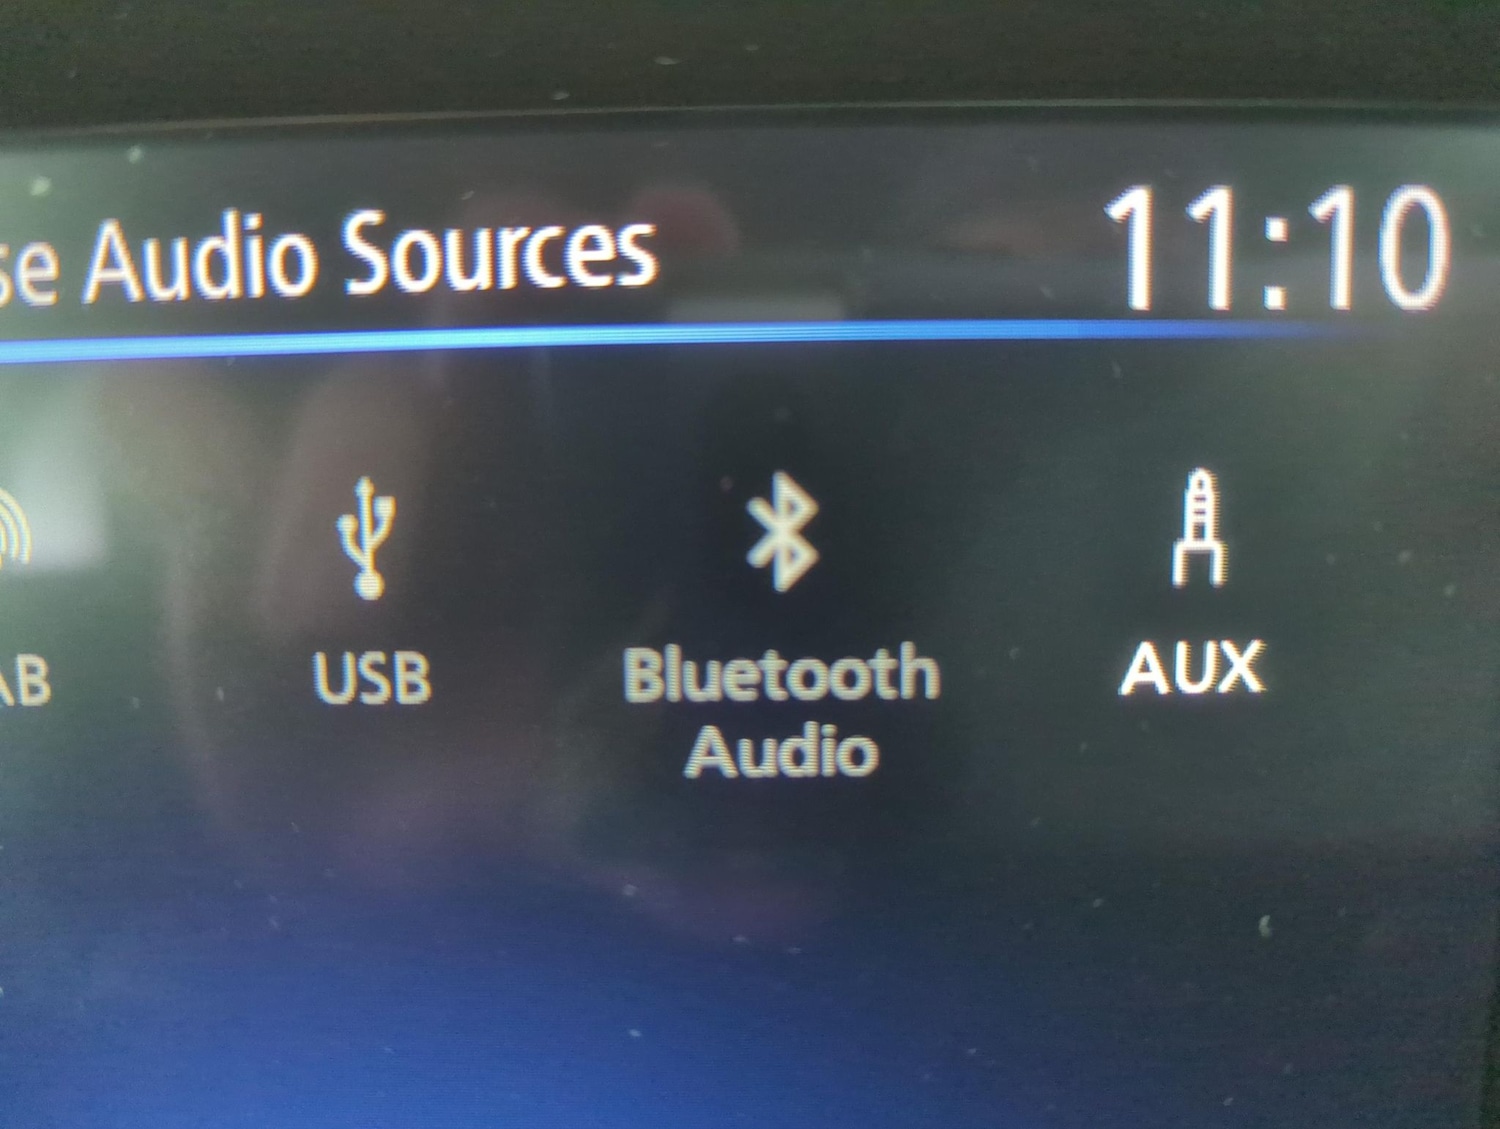 se Audio Sources
11:10
AB
USB
Bluetooth
Audio
AUX